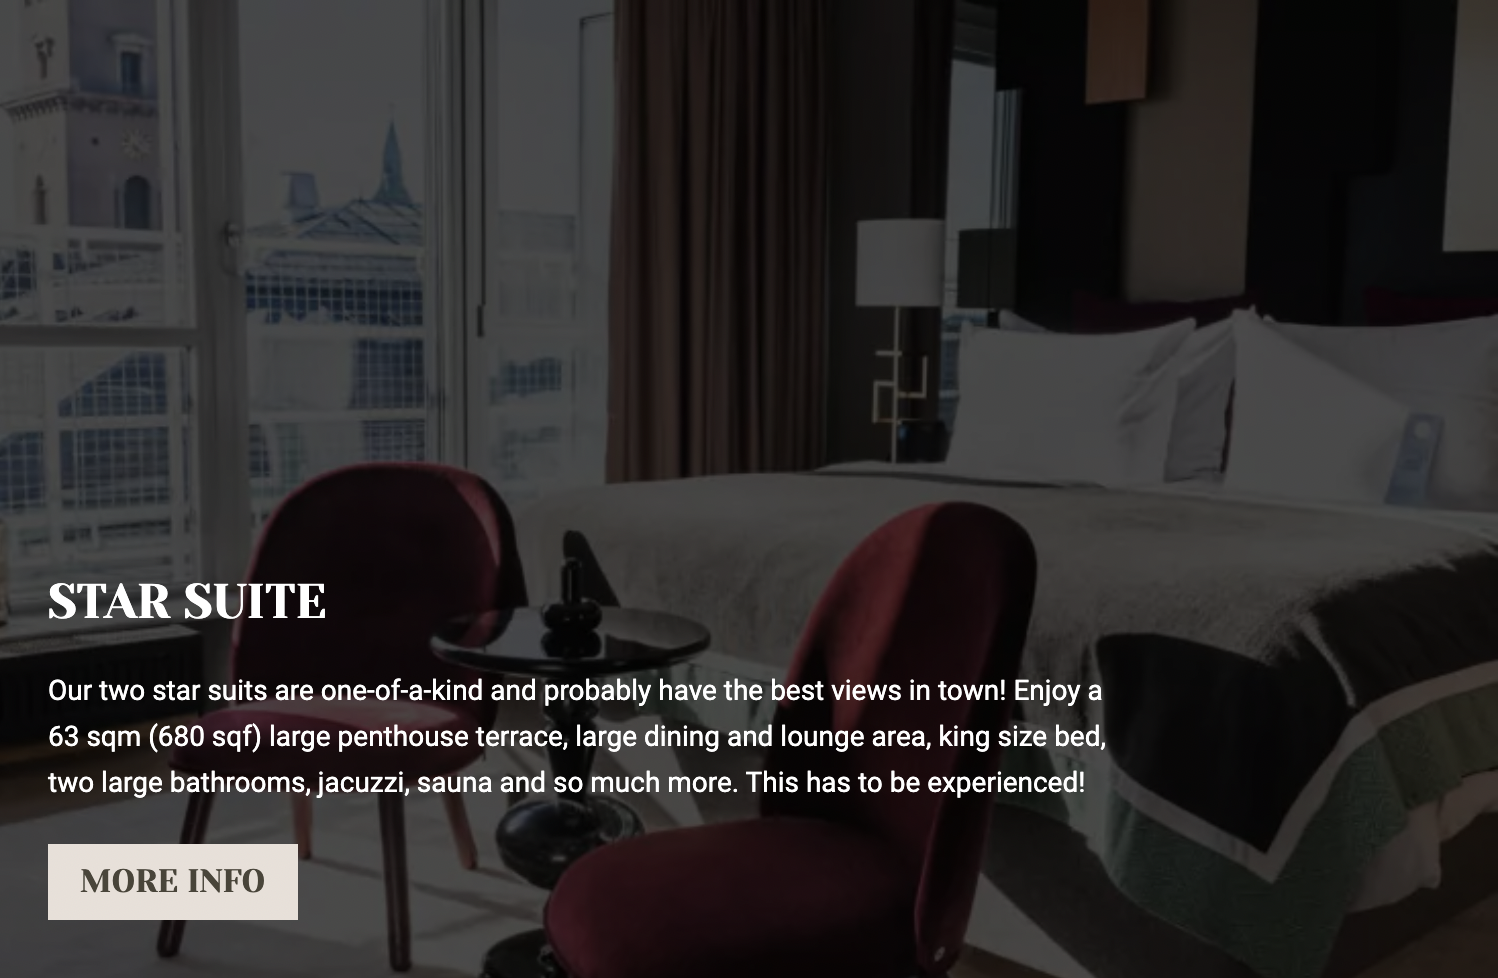 STAR SUITE
Our two star suits are one-of-a-kind and probably have the best views in town! Enjoy a
63 sqm (680 sqf) large penthouse terrace, large dining and lounge area, king size bed,
two large bathrooms, jacuzzi, sauna and so much more. This has to be experienced!
MORE INFO